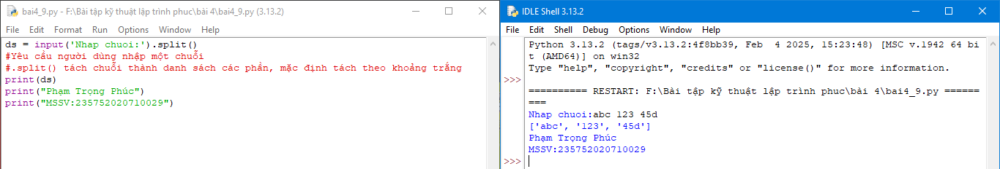 bai4_9.py - F:\Bài tập kỹ thuật lập trình phuc\bài 4\bai4_9.py (3.13.2)
File Edit Format Run Options Window Help
ds = input('Nhap chuoi:').split()
#Yêu cầu người dùng nhập một chuỗi
#.split() tách chuỗi thành danh sách các phần, mặc định tách theo khoảng trắng
print(ds)
print("Phạm Trọng Phúc")
print("MSSV:235752020710029")
IDLE Shell 3.13.2
File Edit Shell Debug Options Window Help
Python 3.13.2 (tags/v3.13.2:4f8bb39, Feb  4 2025, 15:23:48) [MSC v.1942 64 bi
t (AMD64)] on win32
Type "help", "copyright", "credits" or "license()" for more information.
>>>
========== RESTART: F:\Bài tập kỹ thuật lập trình phuc\bài 4\bai4_9.py ======
===
Nhap chuoi:abc 123 45d
['abc', '123', '45d']
Phạm Trọng Phúc
MSSV:235752020710029
>>>